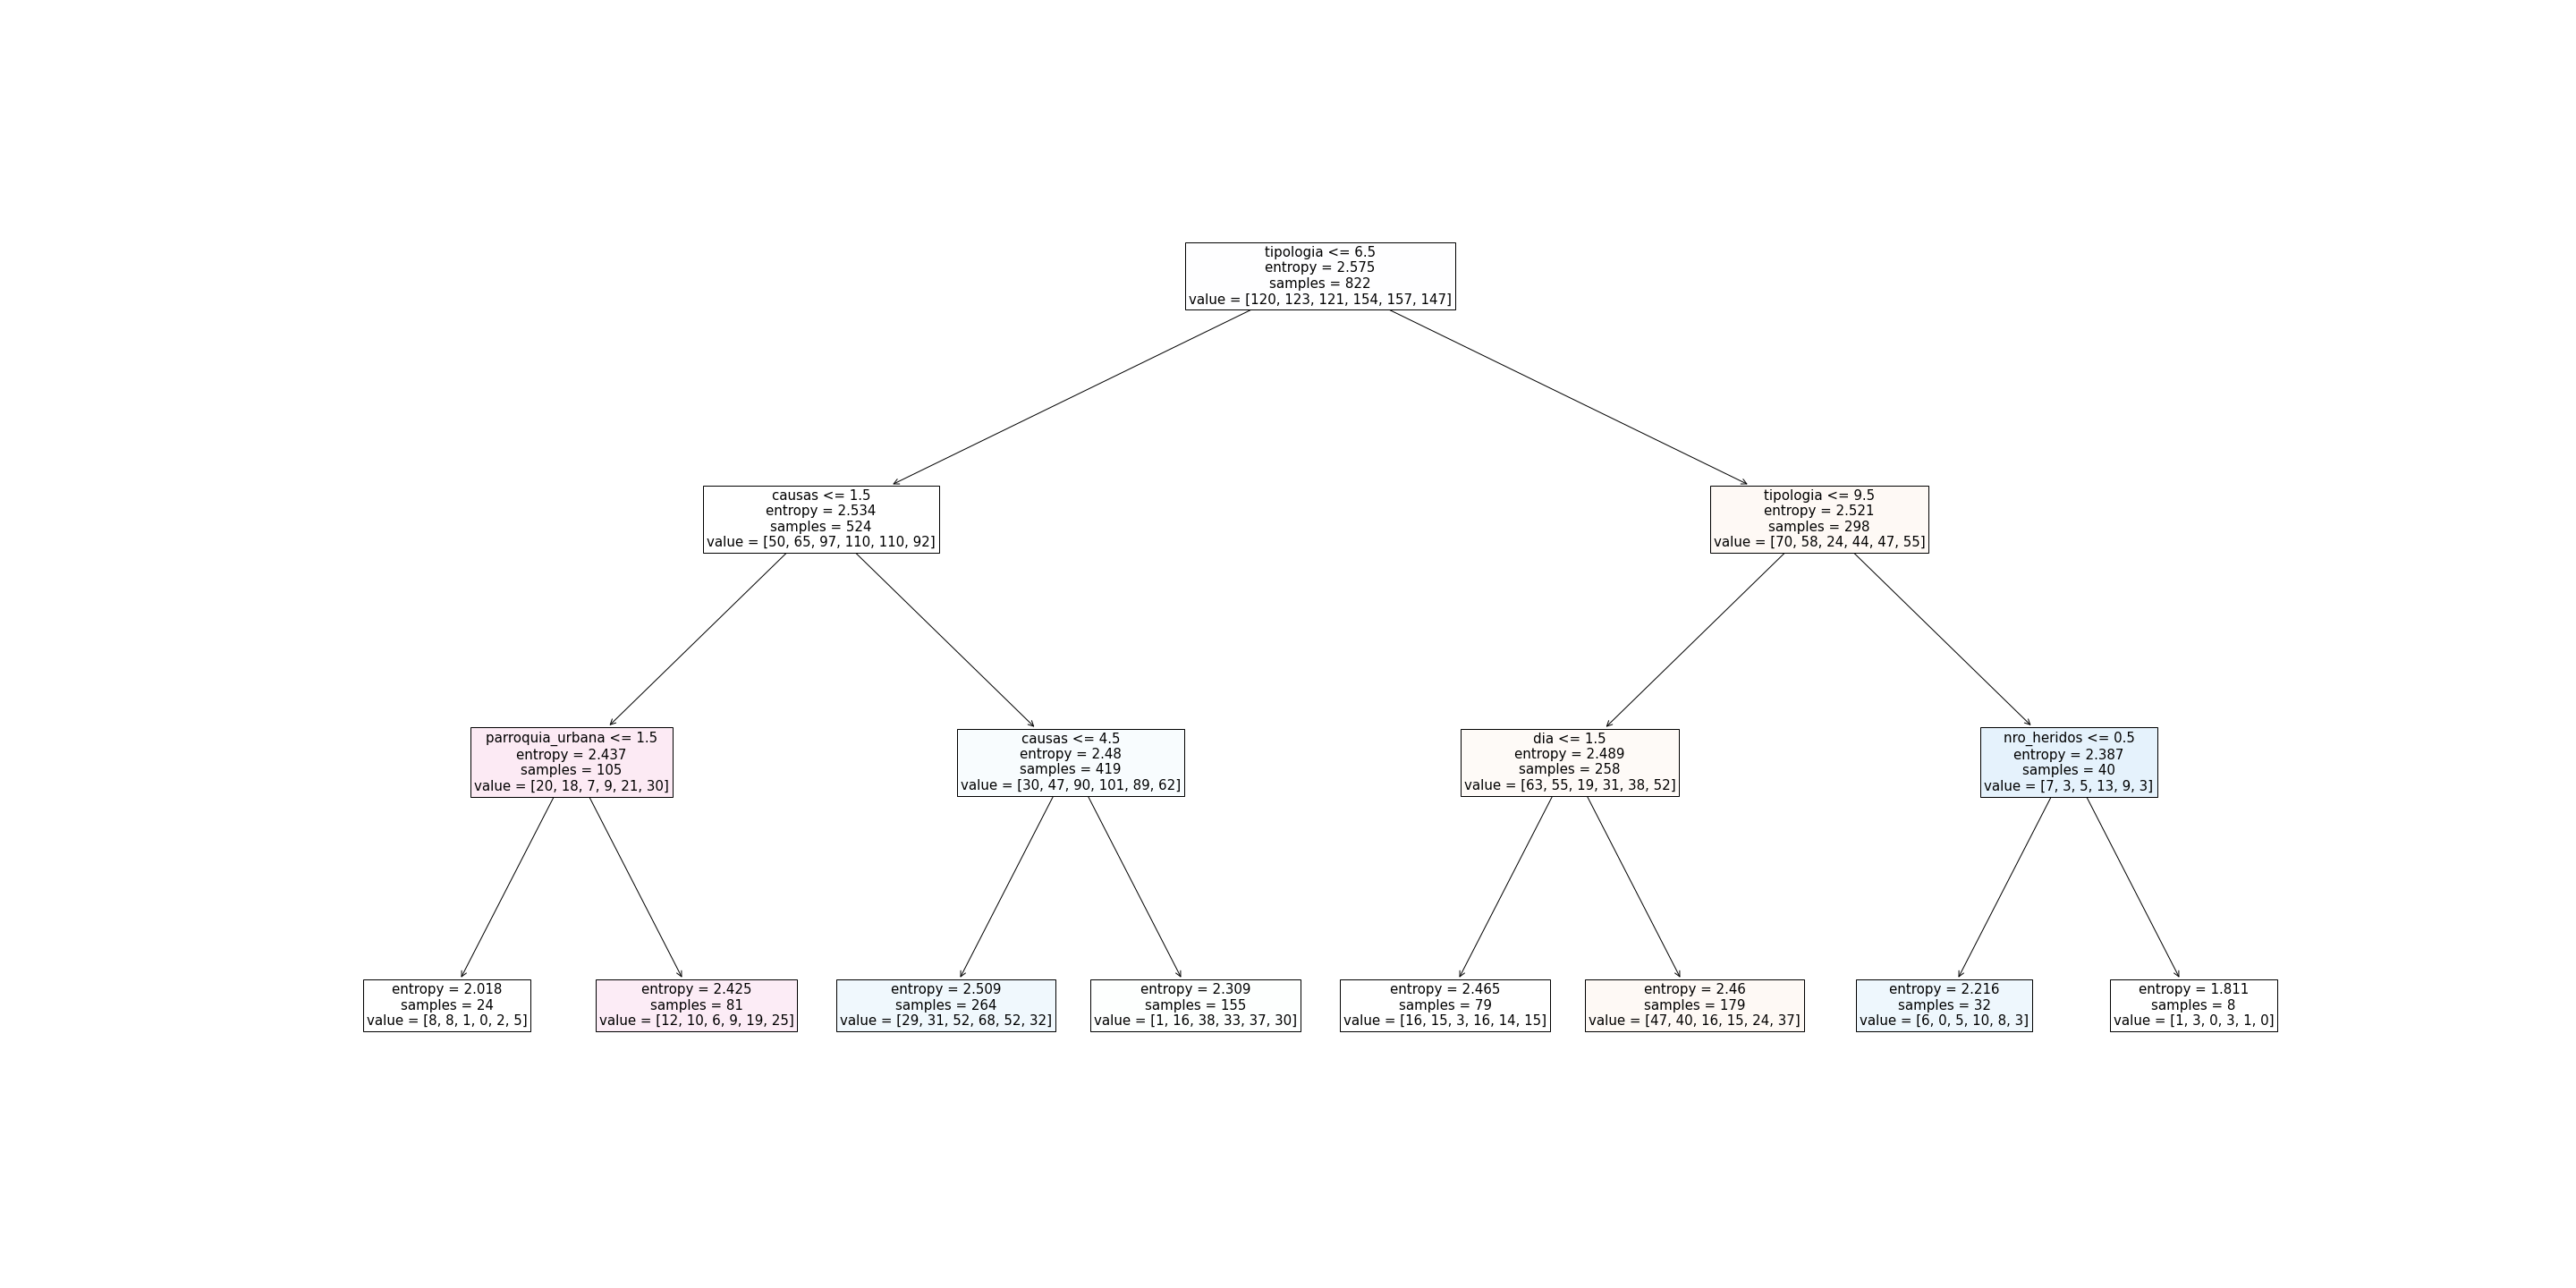 tipologia <= 6.5
entropy = 2.575
samples = 822
value = [120, 123, 121, 154, 157, 147]
causas <= 1.5
entropy = 2.534
samples = 524
value = [50, 65, 97, 110, 110, 92]
tipologia <= 9.5
entropy = 2.521
samples = 298
value = [70, 58, 24, 44, 47, 55]
parroquia_urbana <= 1.5
entropy = 2.437
samples = 105
value = [20, 18, 7, 9, 21, 30]
causas <= 4.5
entropy = 2.48
samples = 419
value = [30, 47, 90, 101, 89, 62]
dia <= 1.5
entropy = 2.489
samples = 258
value = [63, 55, 19, 31, 38, 52]
nro_heridos <= 0.5
entropy = 2.387
samples = 40
value = [7, 3, 5, 13, 9, 3]
entropy = 2.018
samples = 24
value = [8, 8, 1, 0, 2, 5]
entropy = 2.425
samples = 81
value = [12, 10, 6, 9, 19, 25]
entropy = 2.509
samples = 264
value = [29, 31, 52, 68, 52, 32]
entropy = 2.309
samples = 155
value = [1, 16, 38, 33, 37, 30]
entropy = 2.465
samples = 79
value = [16, 15, 3, 16, 14, 15]
entropy = 2.46
samples = 179
value = [47, 40, 16, 15, 24, 37]
entropy = 2.216
samples = 32
value = [6, 0, 5, 10, 8, 3]
entropy = 1.811
samples = 8
value = [1, 3, 0, 3, 1, 0]